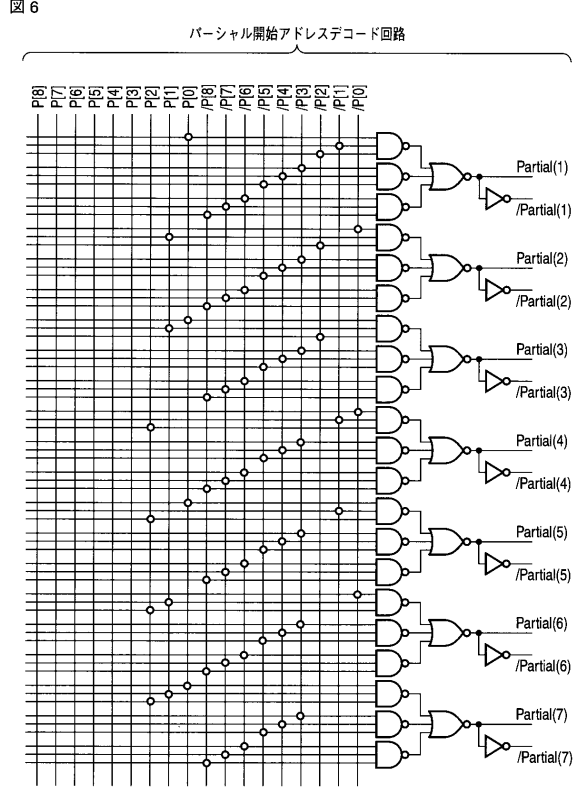 図 6
パーシャル開始アドレスデコード回路
P[8]
P[7]
P[6]
P[5]
P[4]
P[3]
P[2]
P[1]
P[0]
/P[8]
/P[7]
/P[6]
/P[5]
/P[4]
/P[3]
/P[2]
/P[1]
/P[0]
Partial(1)
/Partial(1)
Partial(2)
/Partial(2)
Partial(3)
/Partial(3)
Partial(4)
/Partial(4)
Partial(5)
/Partial(5)
Partial(6)
/Partial(6)
Partial(7)
/Partial(7)